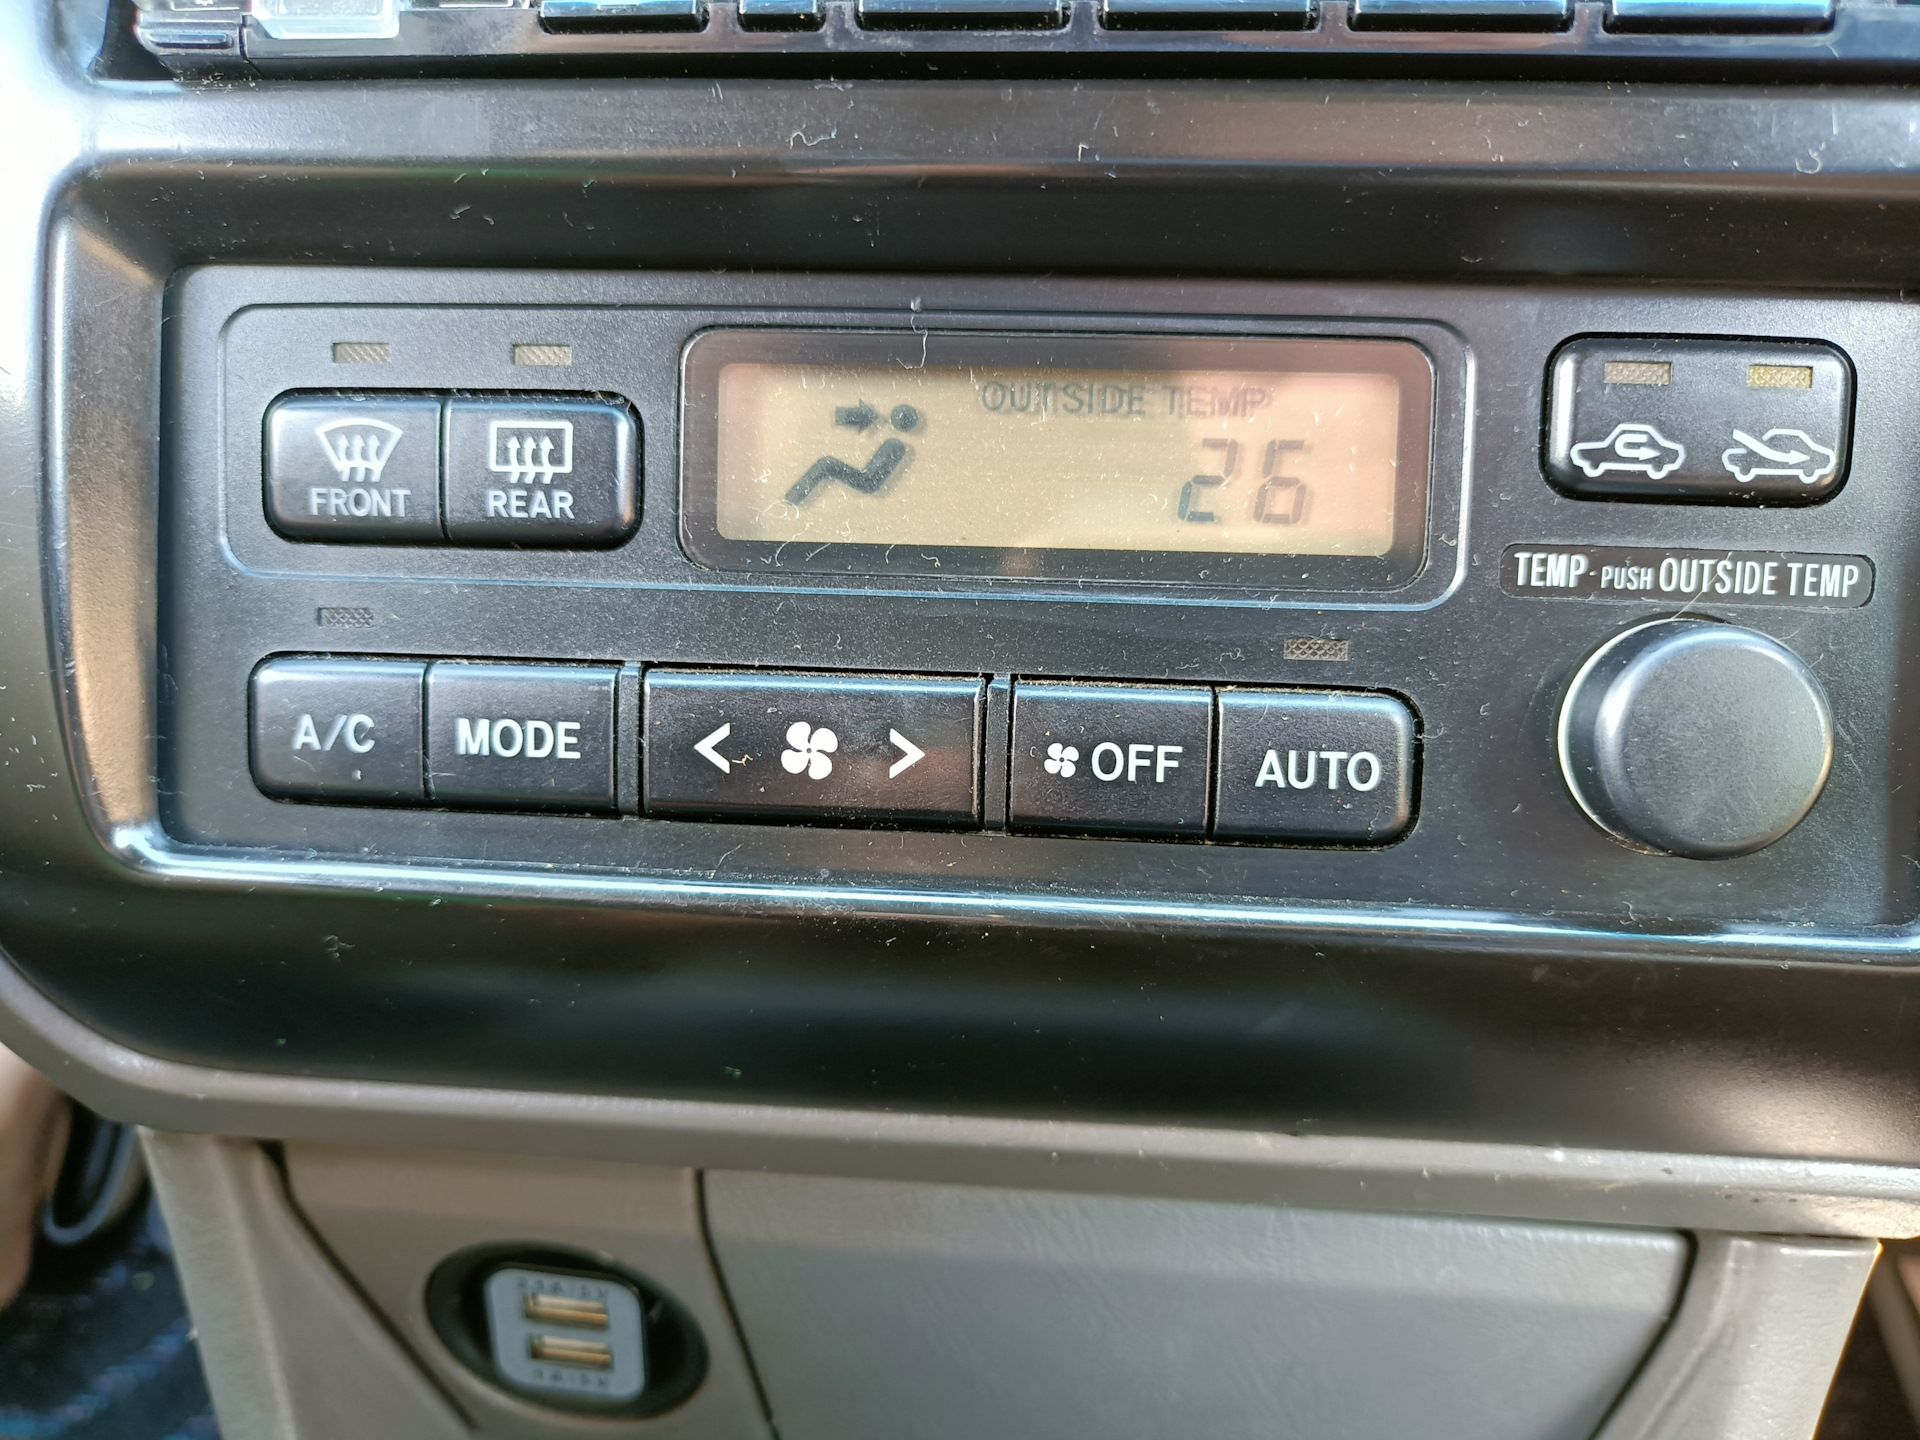 OUTSIDE TEMP
26
FRONT
REAR
TEMP - PUSH OUTSIDE TEMP
A/C
MODE
< >
OFF
AUTO